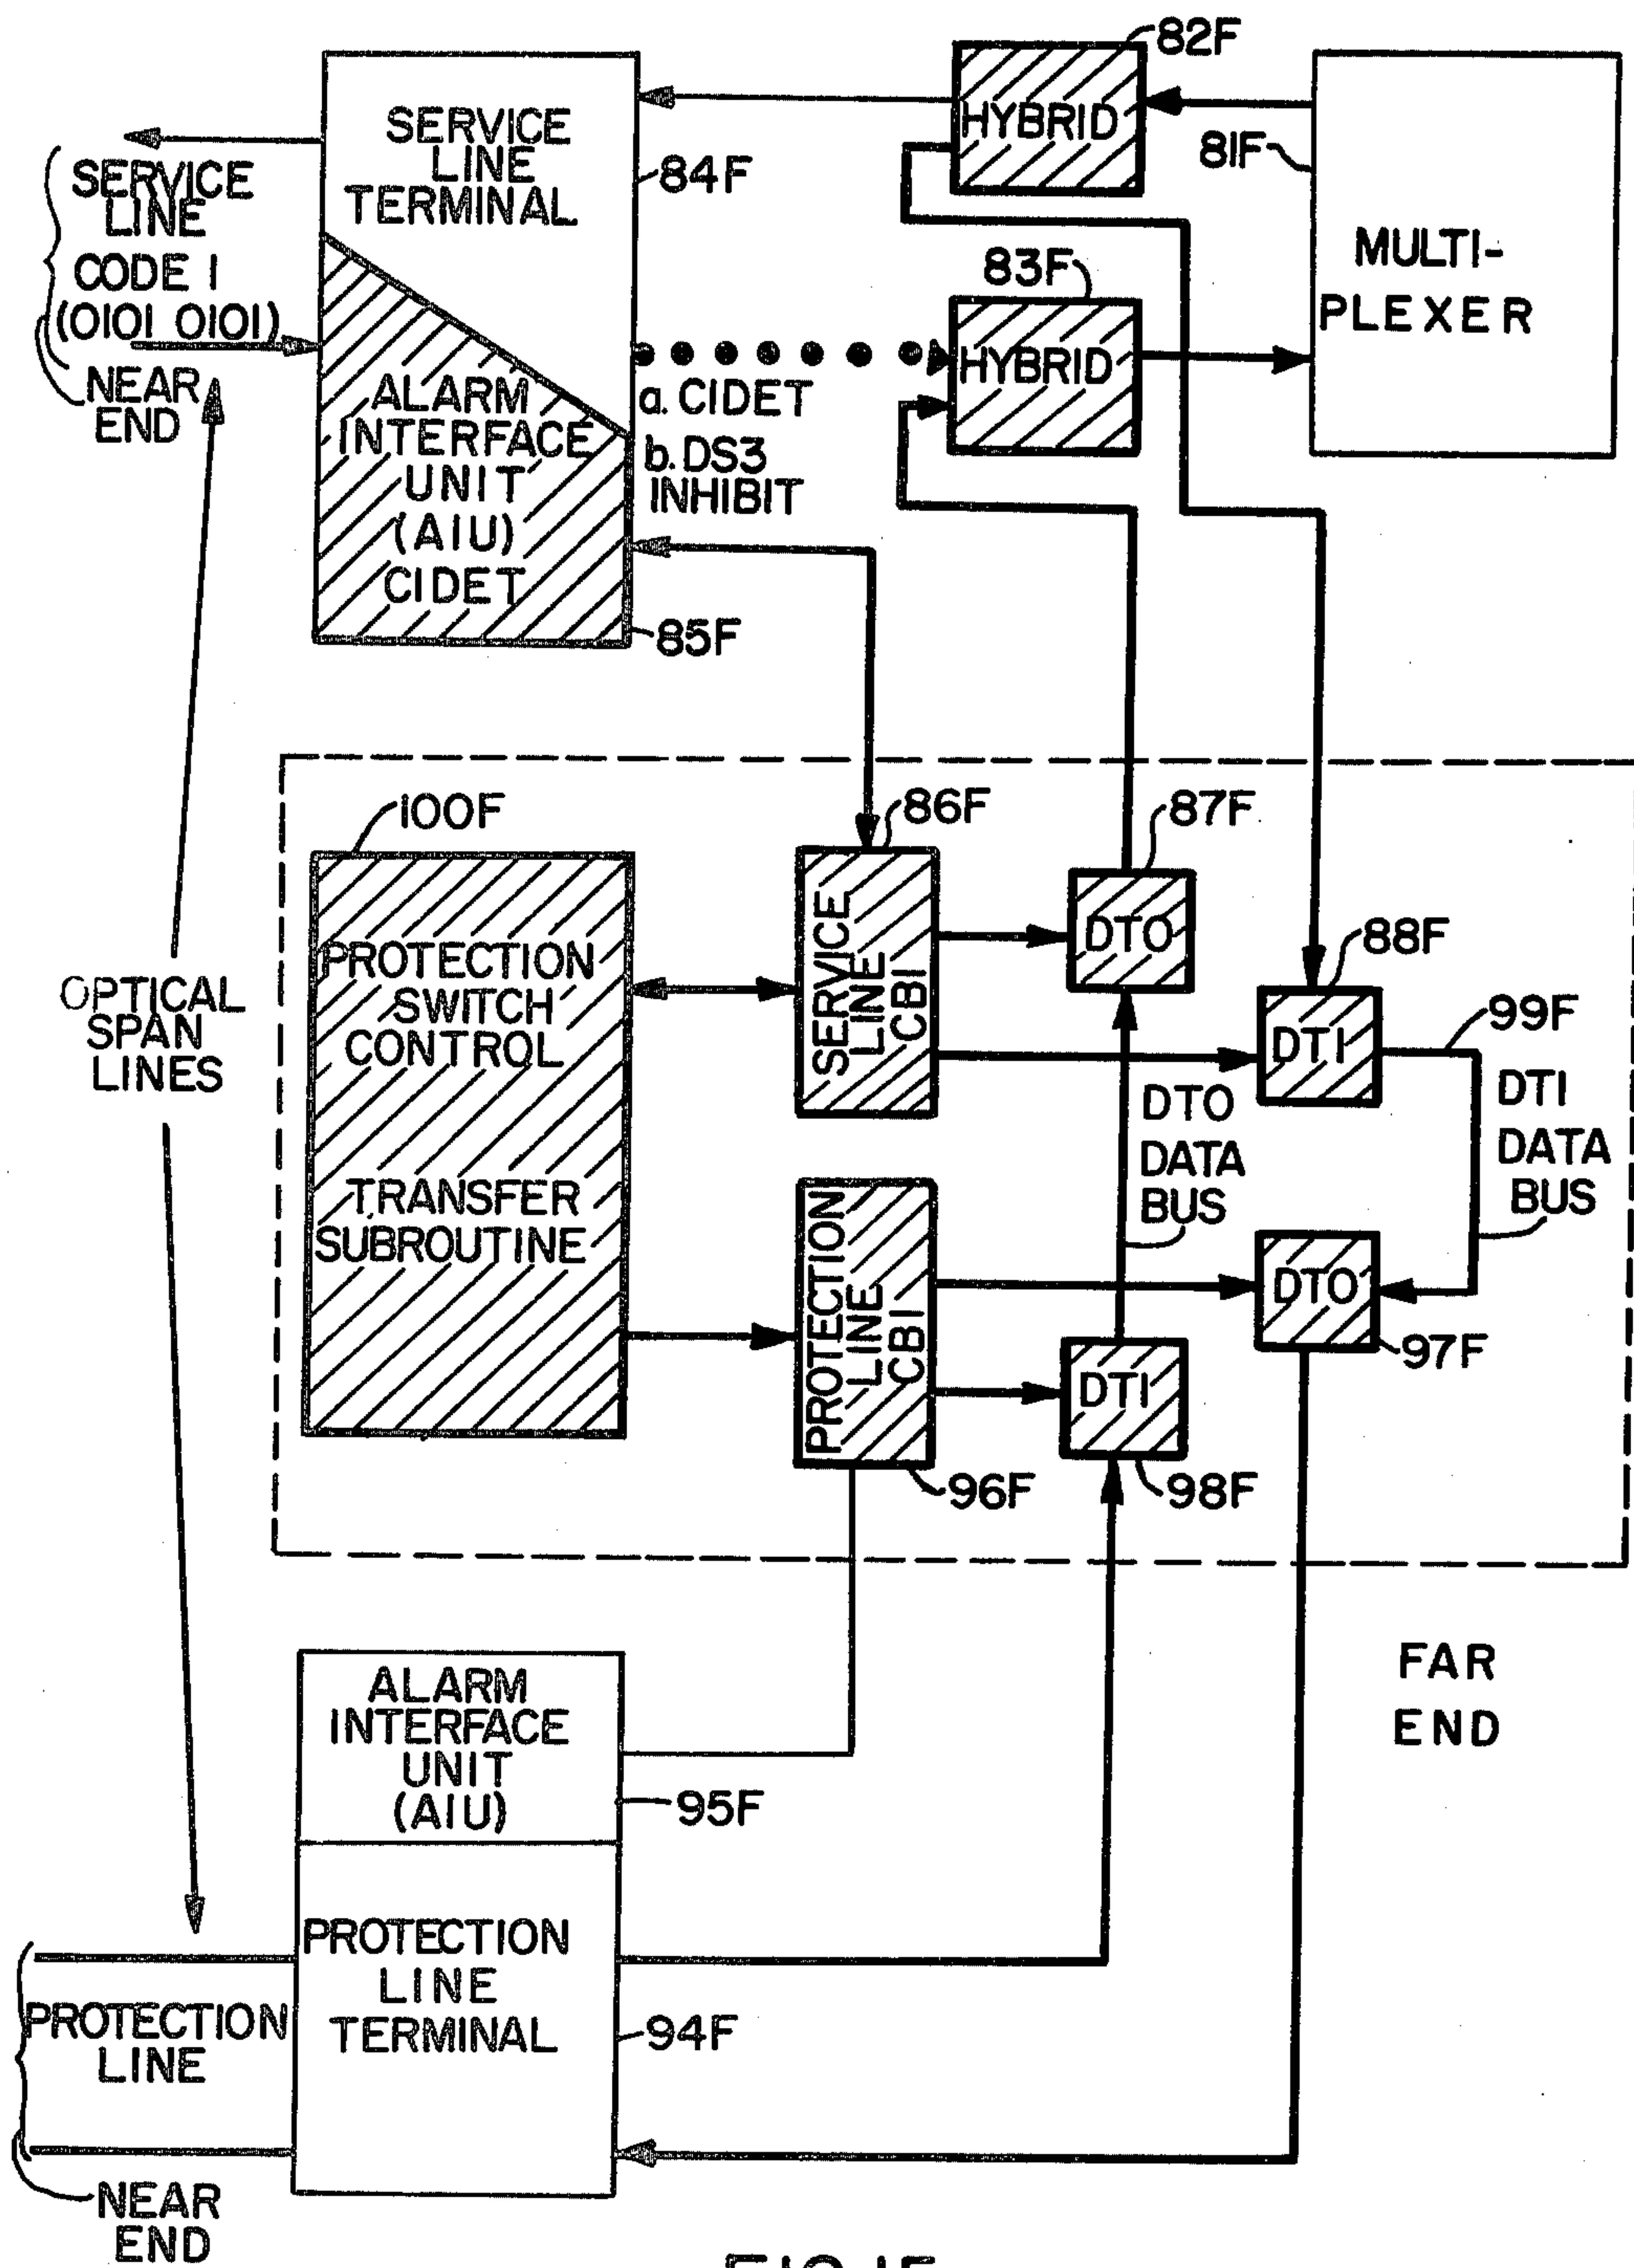 82F
HYBRID
81F
MULTI-
PLEXER
SERVICE
LINE
TERMINAL
84F
SERVICE
LINE
CODE 1
(0101 0101)
NEAR
END
83F
HYBRID
a. CIDET
b. DS3
INHIBIT
ALARM
INTERFACE
UNIT
(AIU)
CIDET
85F
OPTICAL
SPAN
LINES
100F
PROTECTION
SWITCH
CONTROL
TRANSFER
SUBROUTINE
86F
SERVICE
LINE
CBI
87F
DTO
88F
DTI
99F
DTI
DATA
BUS
DTO
DATA
BUS
PROTECTION
LINE
CBI
96F
DTI
98F
DTO
97F
FAR
END
ALARM
INTERFACE
UNIT
(AIU)
95F
PROTECTION
LINE
TERMINAL
94F
PROTECTION
LINE
NEAR
END